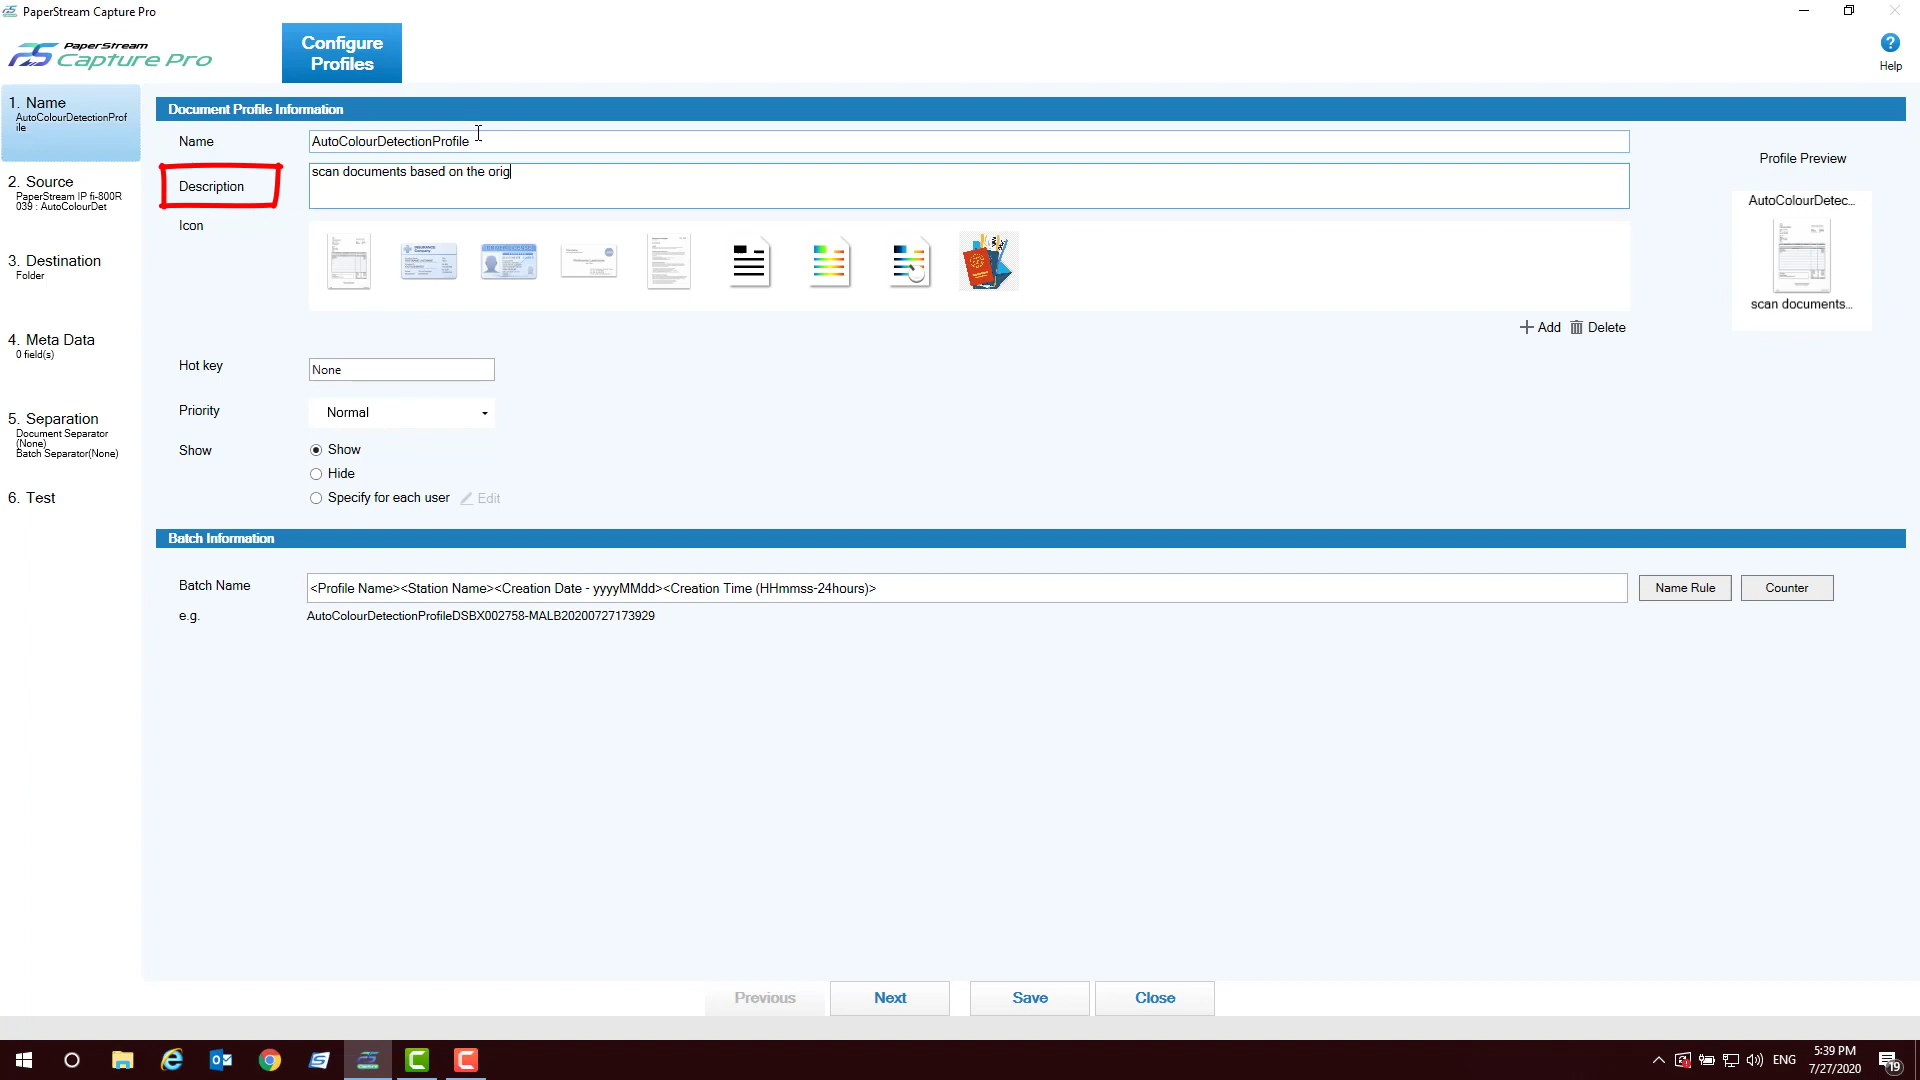 PaperStream Capture Pro
PaperStream
Capture Pro
Configure
Profiles
Help
1. Name
AutoColourDetectionProf
ile
2. Source
PaperStream IP fi-800R
039 : AutoColourDet
3. Destination
Folder
4. Meta Data
0 field(s)
5. Separation
Document Separator
(None)
Batch Separator(None)
6. Test
Document Profile Information
Name
AutoColourDetectionProfile
Description
scan documents based on the orig
Icon
INSURANCE
Company
Add
Delete
Profile Preview
AutoColourDetec...
scan documents...
Hot key
None
Priority
Normal
Show
Show
Hide
Specify for each user
Edit
Batch Information
Batch Name
<Profile Name><Station Name><Creation Date - yyyyMMdd><Creation Time (HHmmss-24hours)>
Name Rule
Counter
e.g.
AutoColourDetectionProfileDSBX002758-MALB20200727173929
Previous
Next
Save
Close
ENG
5:39 PM
7/27/2020
19